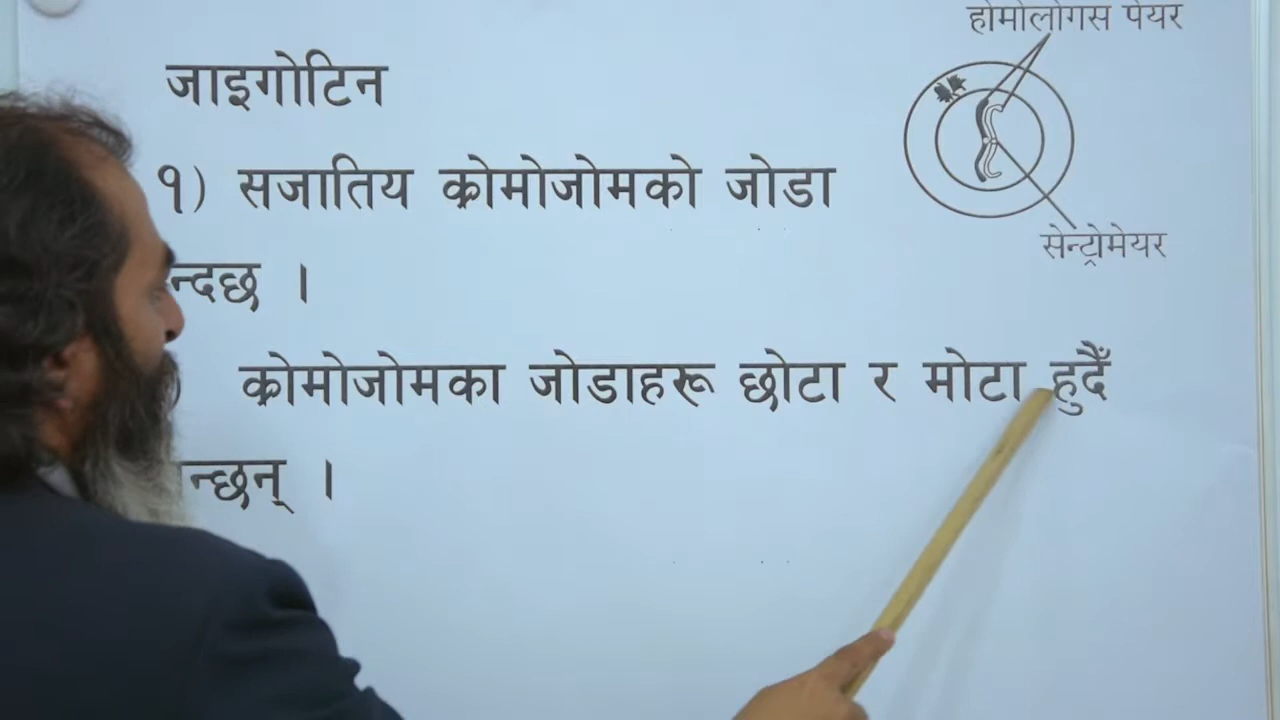 होमोलोगस पेयर
जाइगोटिन
१) सजातिय क्रोमोजोमको जोडा
सेन्ट्रोमेयर
न्दछ ।
क्रोमोजोमका जोडाहरू छोटा र मोटा हुदैँ
न्छन् ।